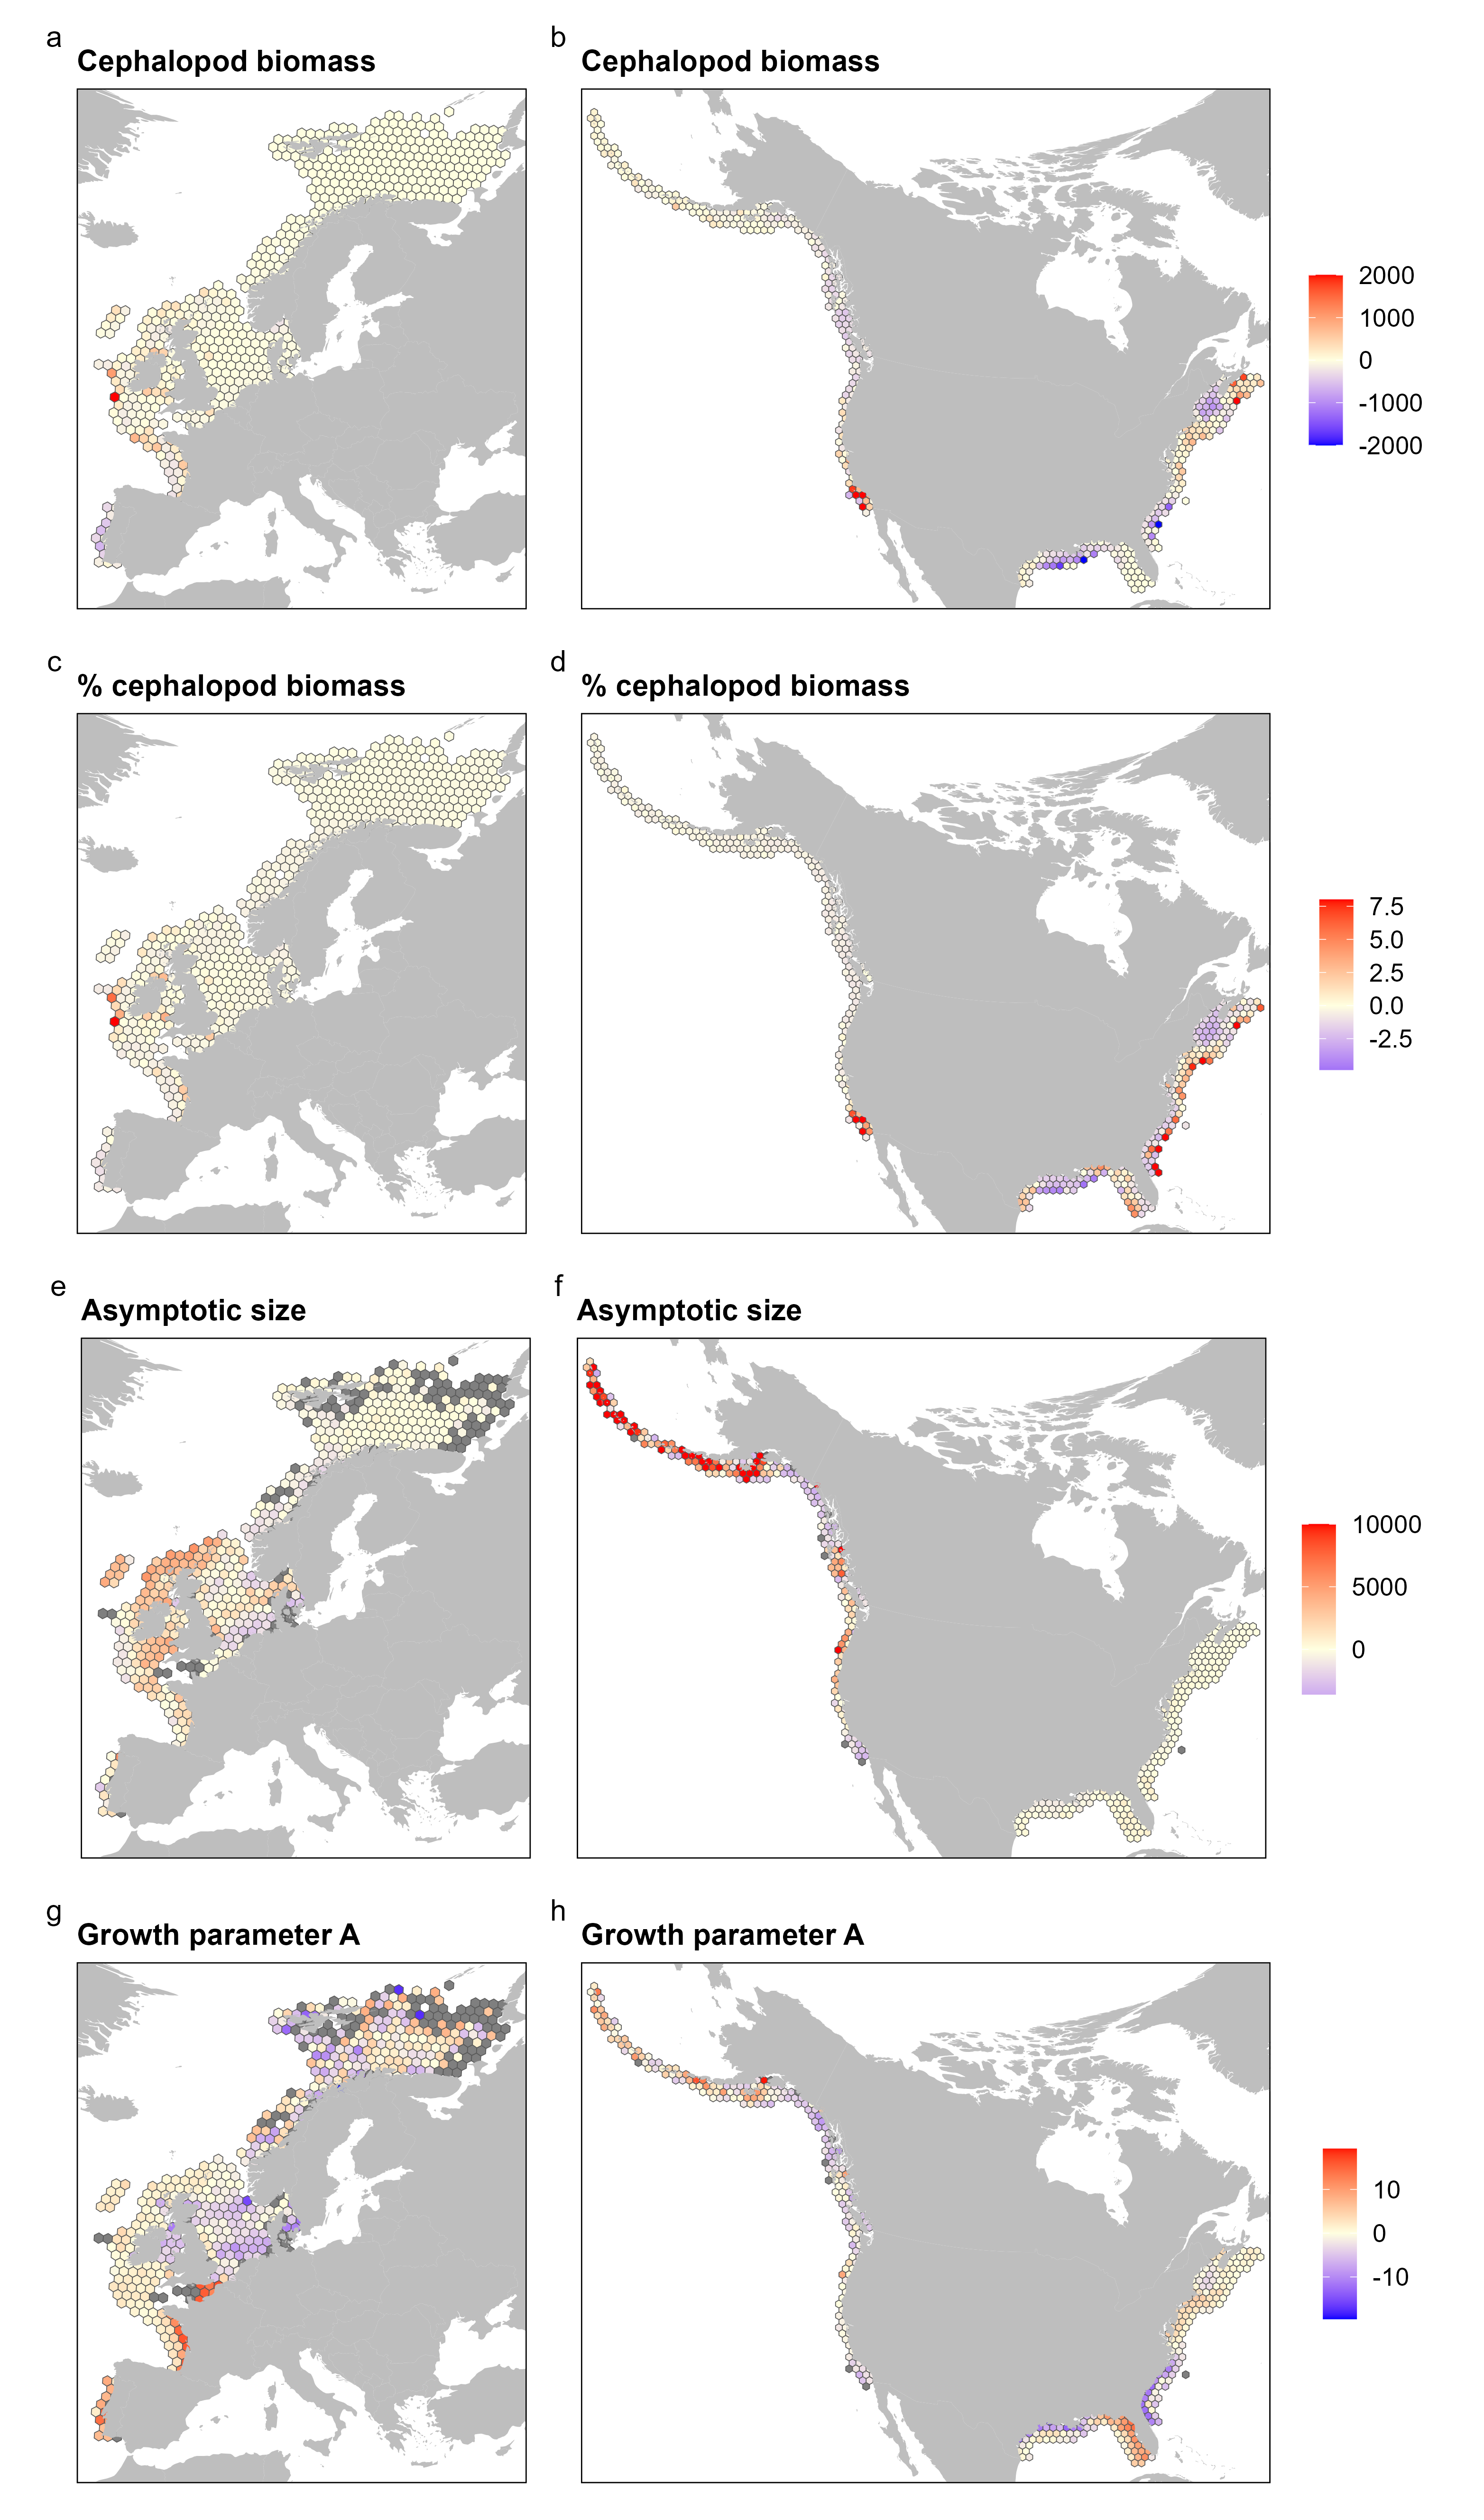 a
Cephalopod biomass
b
Cephalopod biomass
2000
1000
0
-1000
-2000
c
% cephalopod biomass
d
% cephalopod biomass
7.5
5.0
2.5
0.0
-2.5
e
Asymptotic size
f
Asymptotic size
10000
5000
0
g
Growth parameter A
h
Growth parameter A
10
0
-10